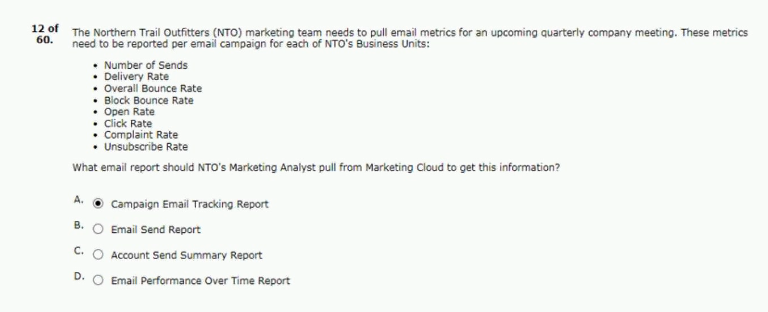 12 of
60.
The Northern Trail Outfitters (NTO) marketing team needs to pull email metrics for an upcoming quarterly company meeting. These metrics
need to be reported per email campaign for each of NTO's Business Units:
• Number of Sends
• Delivery Rate
• Overall Bounce Rate
• Block Bounce Rate
• Open Rate
• Click Rate
• Complaint Rate
• Unsubscribe Rate
What email report should NTO's Marketing Analyst pull from Marketing Cloud to get this information?
A. Campaign Email Tracking Report
B. Email Send Report
C. Account Send Summary Report
D. Email Performance Over Time Report